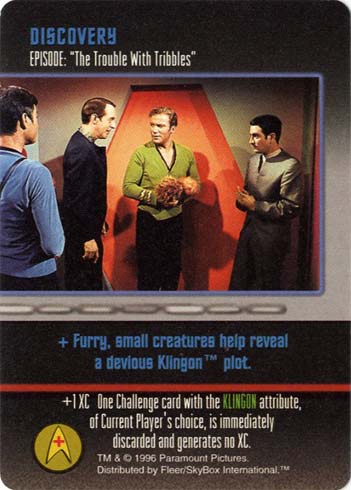 DISCOVERY
EPISODE: "The Trouble With Tribbles"
+ Furry, small creatures help reveal
a devious Klingon™ plot.
+1 XC One Challenge card with the KLINGON attribute,
of Current Player's choice, is immediately
discarded and generates no XC.
TM & © 1996 Paramount Pictures.
Distributed by Fleer/SkyBox International.™